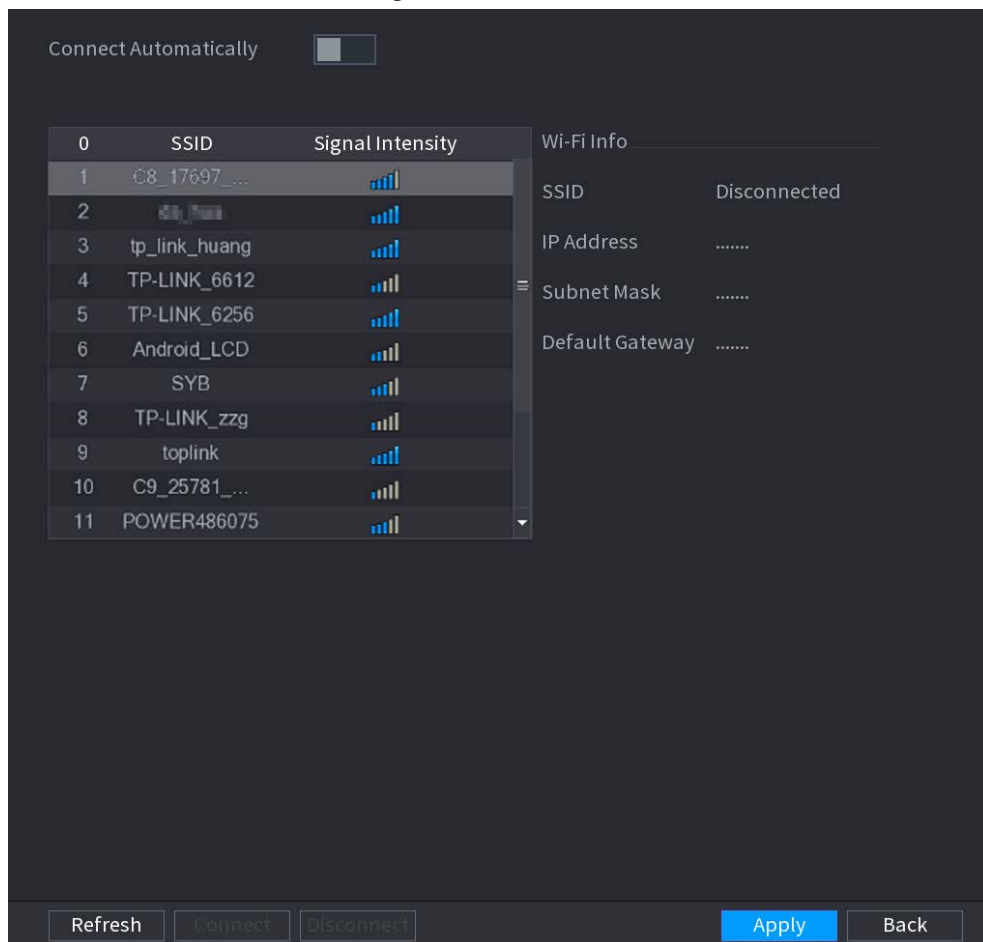 Connect Automatically
0 SSID Signal Intensity
1 C8_17697_...
2
3 tp_link_huang
4 TP-LINK_6612
5 TP-LINK_6256
6 Android_LCD
7 SYB
8 TP-LINK_zzg
9 toplink
10 C9_25781_...
11 POWER486075
Wi-Fi Info
SSID Disconnected
IP Address .......
Subnet Mask .......
Default Gateway .......
Refresh Connect Disconnect Apply Back